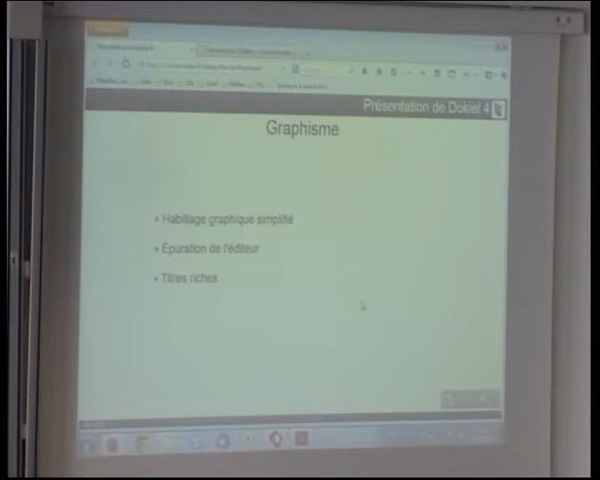 Présentation de Dokiel 4
Graphisme
• Habillage graphique simplifié
• Épuration de l'éditeur
• Titres riches